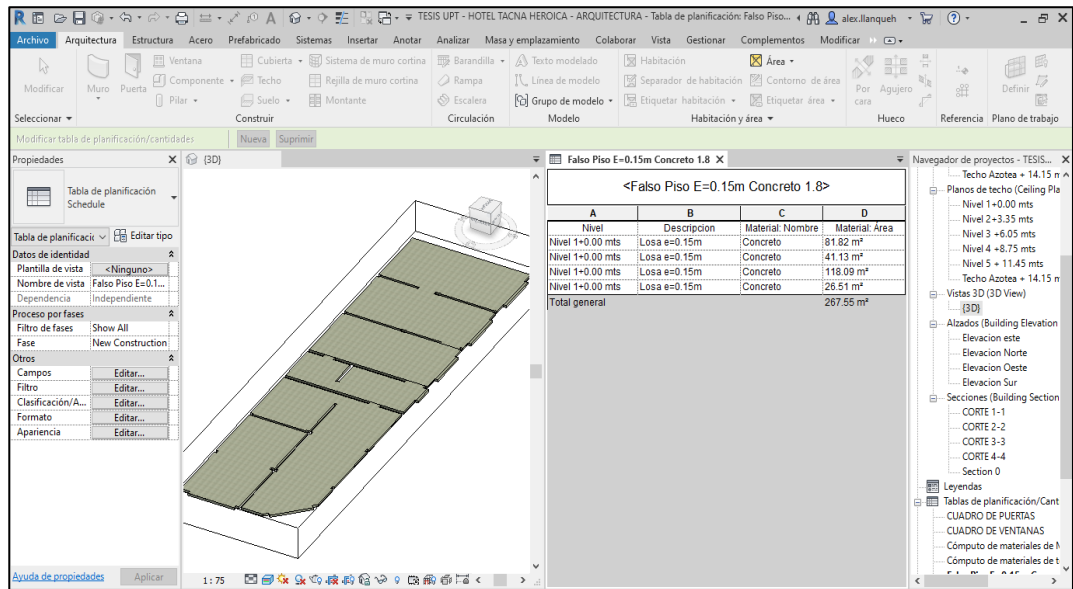 TESIS UPT - HOTEL TACNA HEROICA - ARQUITECTURA - Tabla de planificación: Falso Piso... alex.llanqueh
Archivo Arquitectura Estructura Acero Prefabricado Sistemas Insertar Anotar Analizar Masa y emplazamiento Colaborar Vista Gestionar Complementos Modificar
Modificar
Muro
Puerta
Ventana
Componente
Pilar
Cubierta
Techo
Suelo
Sistema de muro cortina
Rejilla de muro cortina
Montante
Barandilla
Rampa
Escalera
Texto modelado
Línea de modelo
Grupo de modelo
Habitación
Separador de habitación
Etiquetar habitación
Área
Contorno de área
Etiquetar área
Por cara
Agujero
Definir
Seleccionar Construir Circulación Modelo Habitación y área Hueco Referencia Plano de trabajo
Modificar tabla de planificación/cantidades Nueva Suprimir
Propiedades
Tabla de planificación
Schedule
Tabla de planificació Editar tipo
Datos de identidad
Plantilla de vista <Ninguno>
Nombre de vista Falso Piso E=0.1...
Dependencia Independiente
Proceso por fases
Filtro de fases Show All
Fase New Construction
Otros
Campos Editar...
Filtro Editar...
Clasificación/A... Editar...
Formato Editar...
Apariencia Editar...
Ayuda de propiedades Aplicar
{3D}
1 : 75
Falso Piso E=0.15m Concreto 1.8
<Falso Piso E=0.15m Concreto 1.8>
A B C D
Nivel Descripcion Material: Nombre Material: Área
Nivel 1+0.00 mts Losa e=0.15m Concreto 81.82 m²
Nivel 1+0.00 mts Losa e=0.15m Concreto 41.13 m²
Nivel 1+0.00 mts Losa e=0.15m Concreto 118.09 m²
Nivel 1+0.00 mts Losa e=0.15m Concreto 26.51 m²
Total general 267.55 m²
Navegador de proyectos - TESIS...
Techo Azotea + 14.15 m
Planos de techo (Ceiling Pla
Nivel 1+0.00 mts
Nivel 2+3.35 mts
Nivel 3 +6.05 mts
Nivel 4 +8.75 mts
Nivel 5 + 11.45 mts
Techo Azotea + 14.15 m
Vistas 3D (3D View)
{3D}
Alzados (Building Elevation
Elevacion este
Elevacion Norte
Elevacion Oeste
Elevacion Sur
Secciones (Building Section
CORTE 1-1
CORTE 2-2
CORTE 3-3
CORTE 4-4
Section 0
Leyendas
Tablas de planificación/Cant
CUADRO DE PUERTAS
CUADRO DE VENTANAS
Cómputo de materiales de M
Cómputo de materiales de t